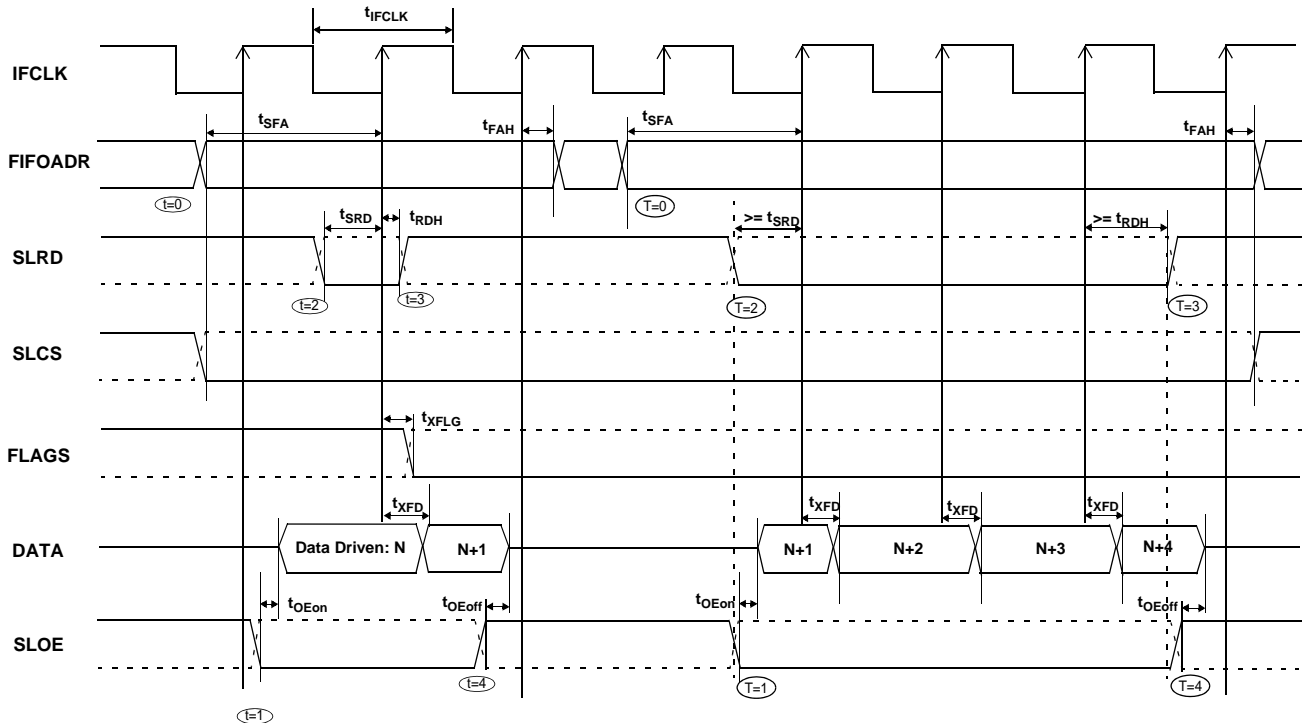 tIFCLK
IFCLK
tSFA
tFAH
tSFA
tFAH
FIFOADR
t=0
T=0
tSRD
tRDH
>= tSRD
>= tRDH
SLRD
t=2
t=3
T=2
T=3
SLCS
tXFLG
FLAGS
tXFD
tXFD
tXFD
tXFD
DATA
Data Driven: N
N+1
N+1
N+2
N+3
N+4
tOEon
tOEoff
tOEon
tOEoff
SLOE
t=4
T=1
T=4
t=1